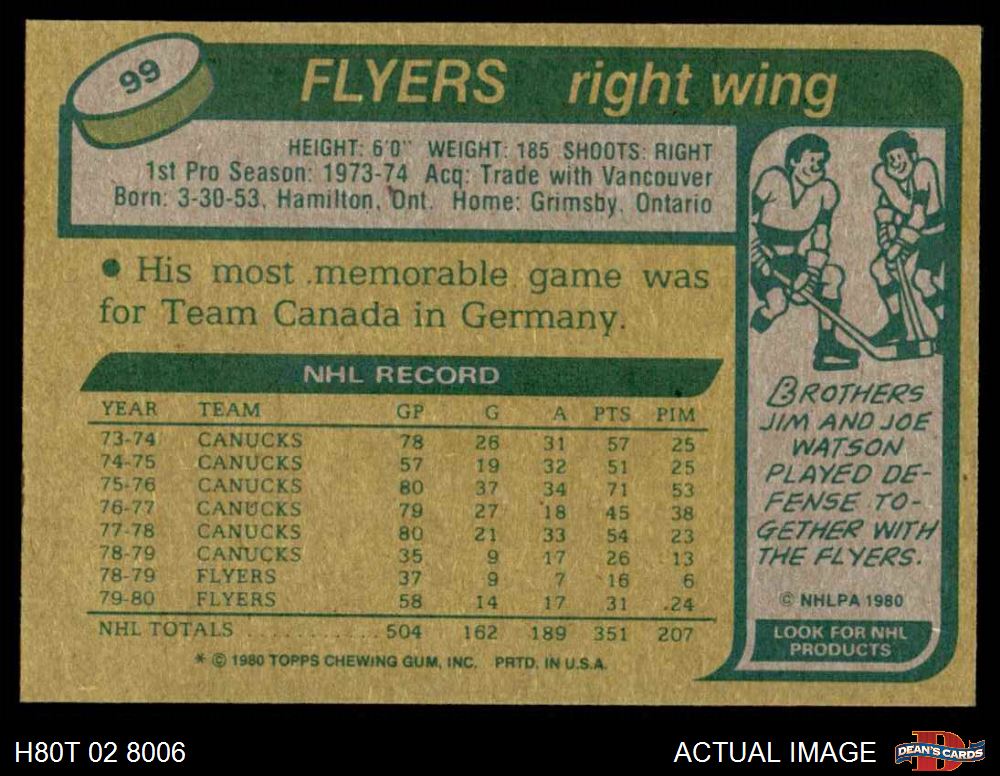 99
FLYERS right wing
HEIGHT: 6'0" WEIGHT: 185 SHOOTS: RIGHT
1st Pro Season: 1973-74 Acq: Trade with Vancouver
Born: 3-30-53, Hamilton, Ont. Home: Grimsby, Ontario
● His most memorable game was
for Team Canada in Germany.
NHL RECORD
YEAR TEAM GP G A PTS PIM
73-74 CANUCKS 78 26 31 57 25
74-75 CANUCKS 57 19 32 51 25
75-76 CANUCKS 80 37 34 71 53
76-77 CANUCKS 79 27 18 45 38
77-78 CANUCKS 80 21 33 54 23
78-79 CANUCKS 35 9 17 26 13
78-79 FLYERS 37 9 7 16 6
79-80 FLYERS 58 14 17 31 24
NHL TOTALS .......... 504 162 189 351 207
* © 1980 TOPPS CHEWING GUM, INC. PRTD. IN U.S.A.
BROTHERS
JIM AND JOE
WATSON
PLAYED DE-
FENSE TO-
GETHER WITH
THE FLYERS.
© NHLPA 1980
LOOK FOR NHL
PRODUCTS
H80T 02 8006
ACTUAL IMAGE
D
DEAN'S CARDS